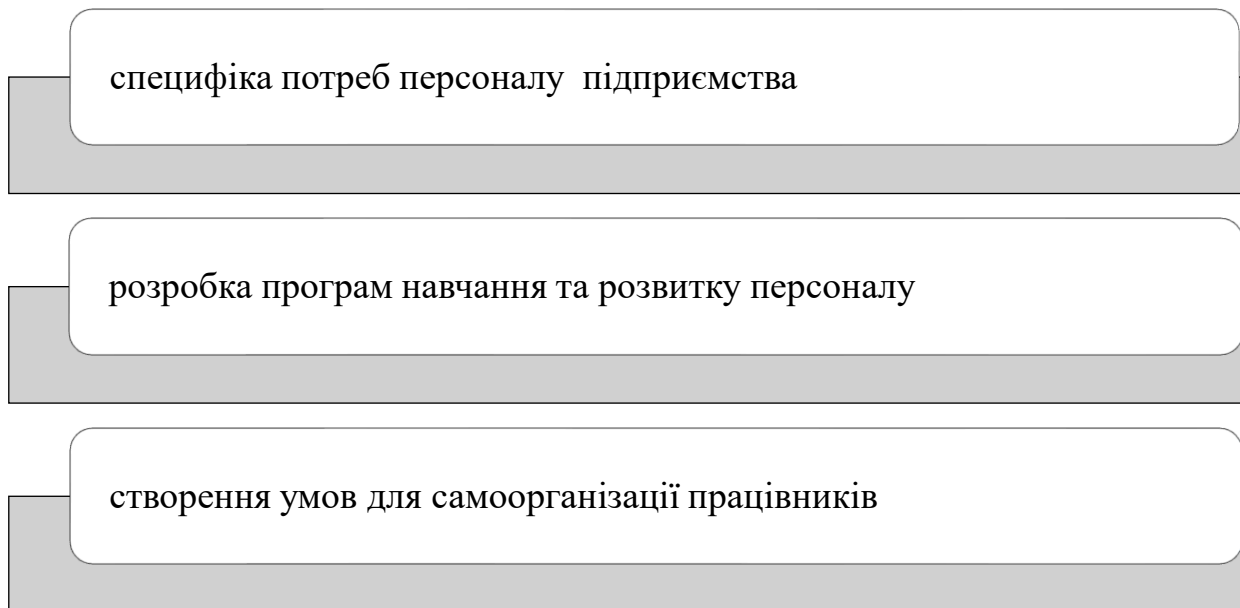 специфіка потреб персоналу  підприємства
розробка програм навчання та розвитку персоналу
створення умов для самоорганізації працівників